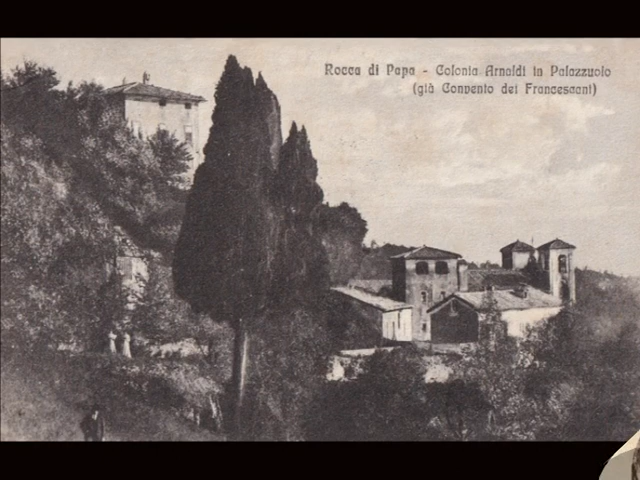 Rocca di Papa - Colonia Arnaldi in Palazzuolo
(già Convento dei Francescani)